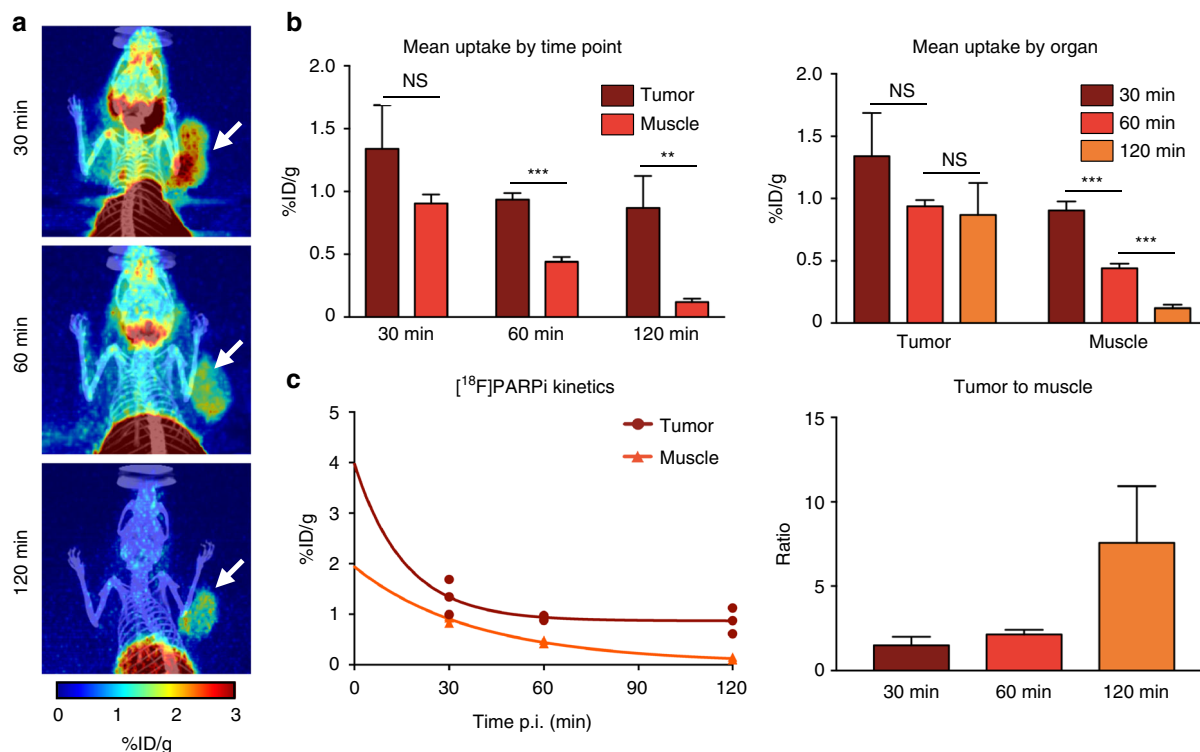 a
30 min
60 min
120 min
0 1 2 3
%ID/g
b
Mean uptake by time point
2.0
1.5
1.0
0.5
0
%ID/g
NS
***
**
Tumor
Muscle
30 min 60 min 120 min
Mean uptake by organ
2.0
1.5
1.0
0.5
0
%ID/g
NS
NS
***
***
30 min
60 min
120 min
Tumor Muscle
c
[¹⁸F]PARPi kinetics
5
4
3
2
1
0
%ID/g
Tumor
Muscle
0 30 60 90 120
Time p.i. (min)
Tumor to muscle
15
10
5
0
Ratio
30 min 60 min 120 min